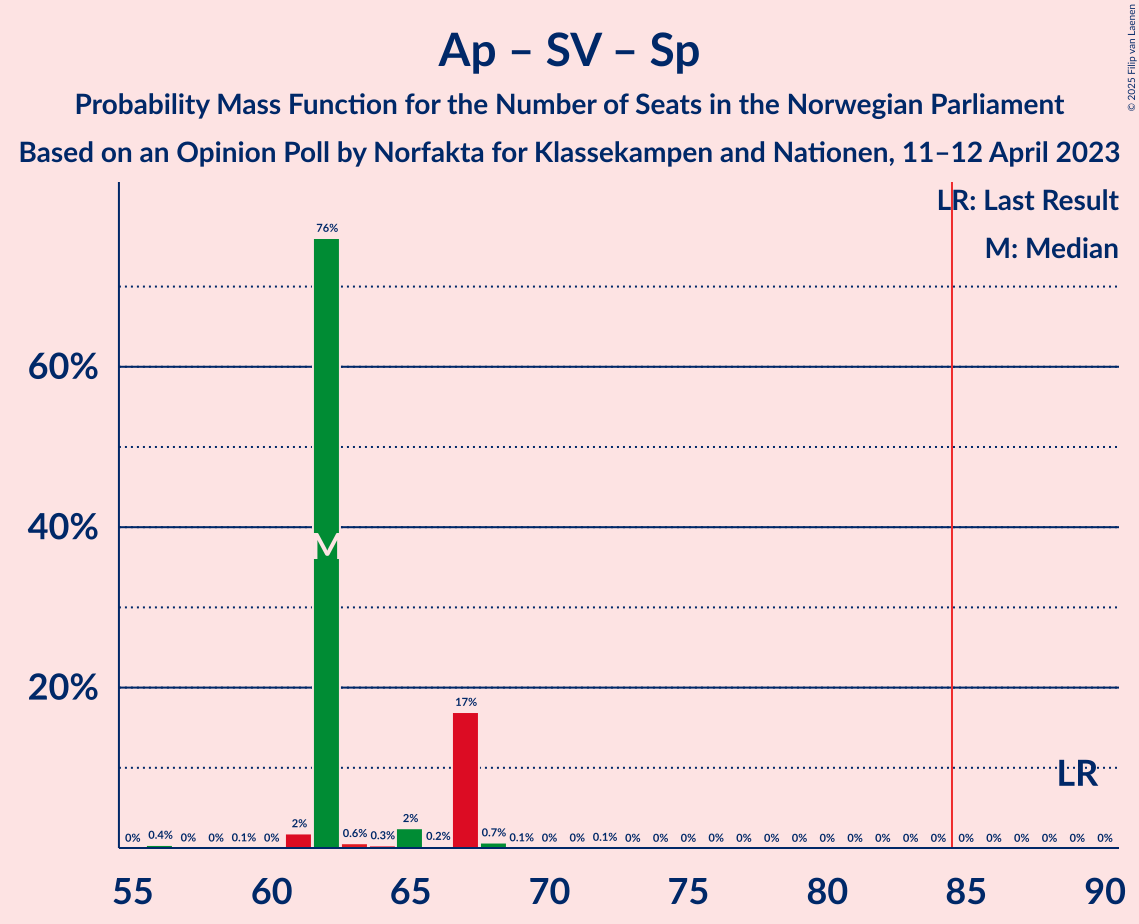 Ap – SV – Sp
Probability Mass Function for the Number of Seats in the Norwegian Parliament
Based on an Opinion Poll by Norfakta for Klassekampen and Nationen, 11–12 April 2023
© 2025 Filip van Laenen
LR: Last Result
M: Median
76%
60%
40%
M
20%
17%
LR
0% 0.4% 0% 0% 0.1% 0% 2% 0.6% 0.3% 2% 0.2% 0.7% 0.1% 0% 0% 0.1% 0% 0% 0% 0% 0% 0% 0% 0% 0% 0% 0% 0% 0% 0% 0% 0% 0% 0%
55 60 65 70 75 80 85 90